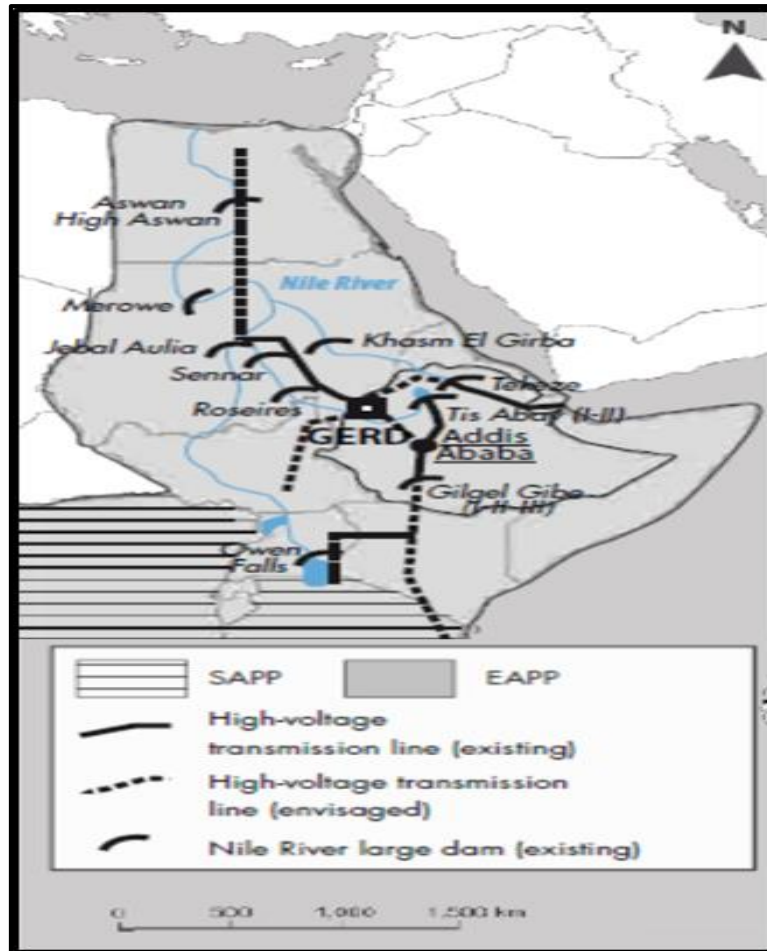 N
Aswan
High Aswan
Nile River
Merowe
Jebal Aulia
Khasm El Girba
Sennar
Tekeze
Roseires
Tis Abay (I-II)
GERD
Addis
Ababa
Gilgel Gibe
(I-II-III)
Owen
Falls
SAPP
EAPP
High-voltage
transmission line (existing)
High-voltage transmission
line (envisaged)
Nile River large dam (existing)
0 500 1,000 1,500 km